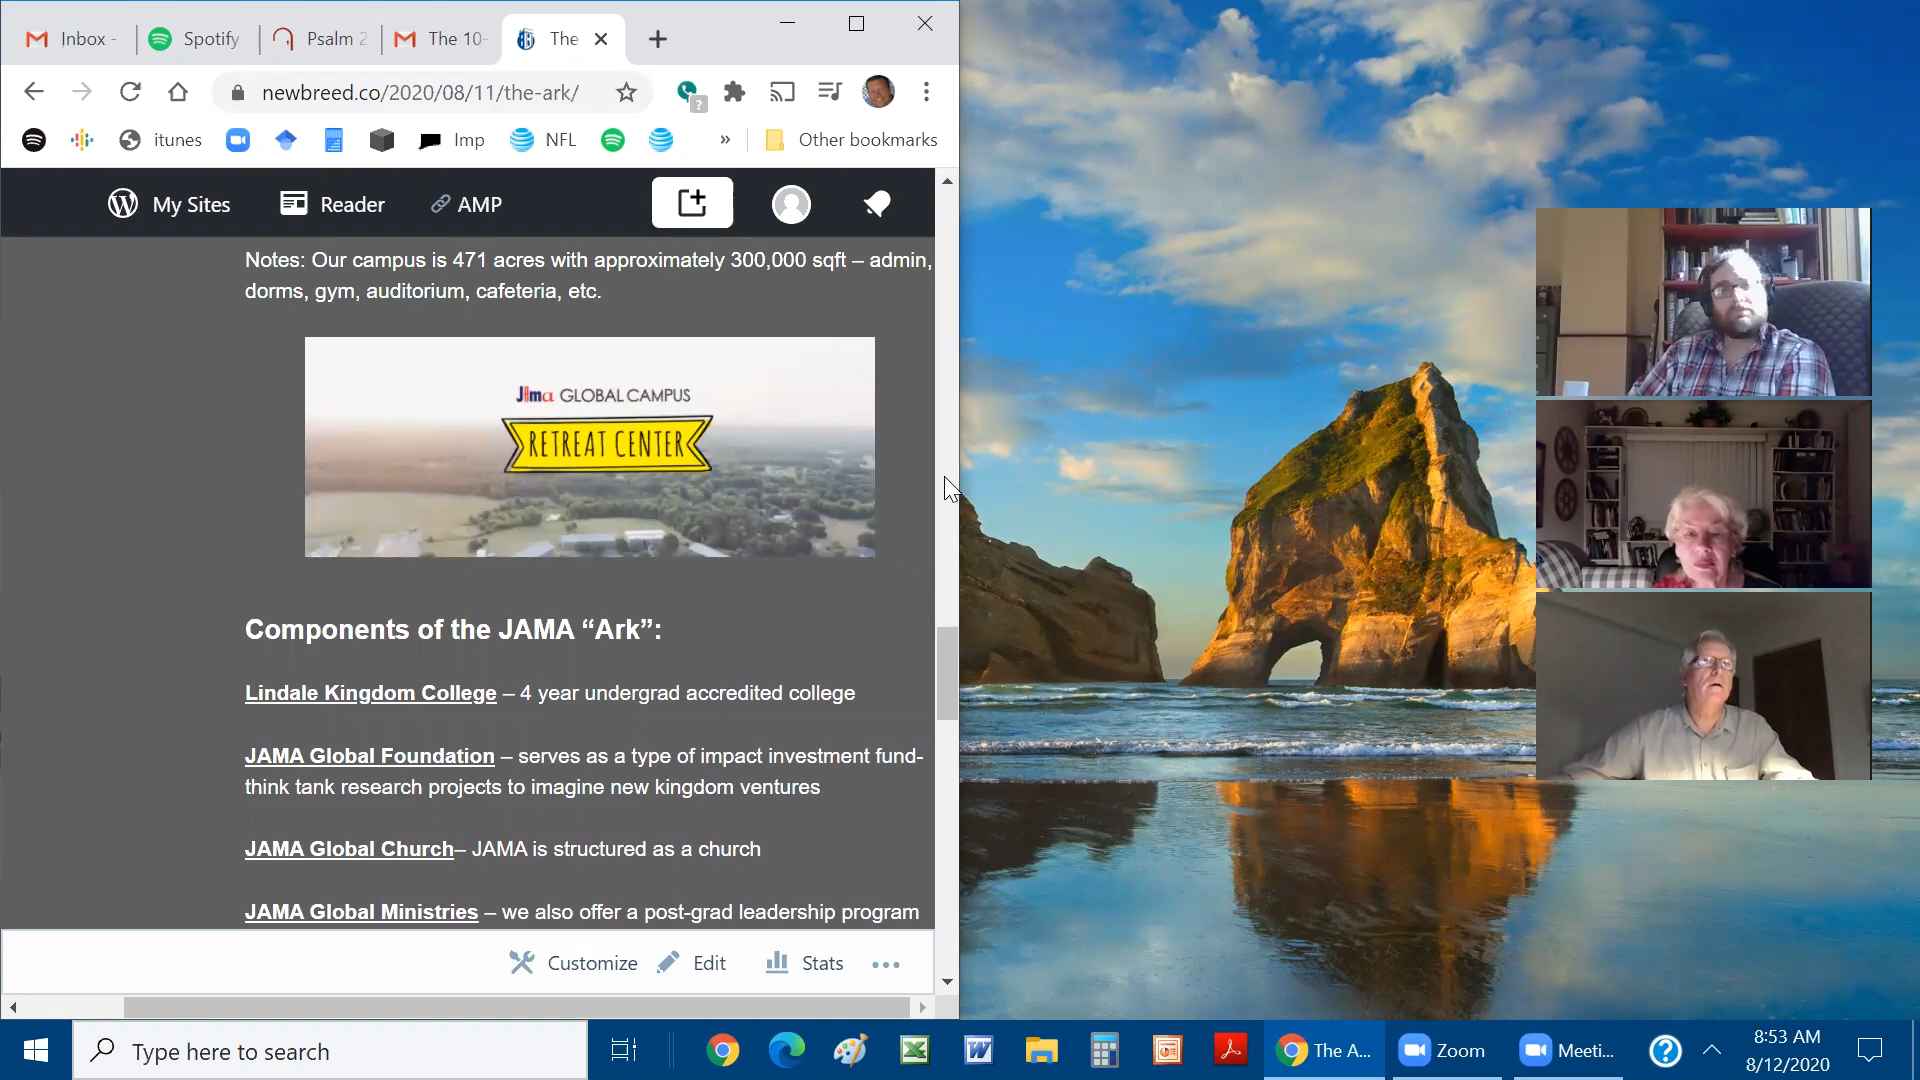 Inbox -
Spotify
Psalm 2
The 10-
The
newbreed.co/2020/08/11/the-ark/
?
itunes
Imp
NFL
»
Other bookmarks
My Sites
Reader
AMP
Notes: Our campus is 471 acres with approximately 300,000 sqft – admin,
dorms, gym, auditorium, cafeteria, etc.
Jama GLOBAL CAMPUS
RETREAT CENTER
Components of the JAMA “Ark”:
Lindale Kingdom College – 4 year undergrad accredited college
JAMA Global Foundation – serves as a type of impact investment fund-
think tank research projects to imagine new kingdom ventures
JAMA Global Church– JAMA is structured as a church
JAMA Global Ministries – we also offer a post-grad leadership program
Customize
Edit
Stats
Type here to search
The A...
Zoom
Meeti...
8:53 AM
8/12/2020